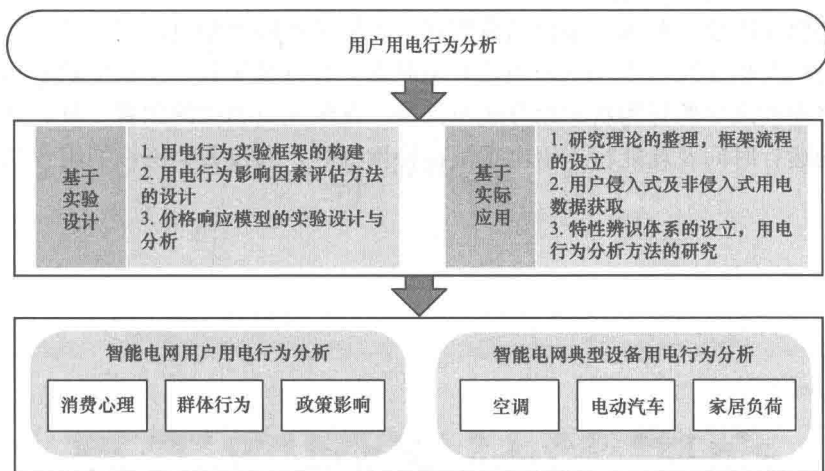 用户用电行为分析
基于
实验
设计
1. 用电行为实验框架的构建
2. 用电行为影响因素评估方法
的设计
3. 价格响应模型的实验设计与
分析
基于
实际
应用
1. 研究理论的整理，框架流程
的设立
2. 用户侵入式及非侵入式用电
数据获取
3. 特性辨识体系的设立，用电
行为分析方法的研究
智能电网用户用电行为分析
消费心理
群体行为
政策影响
智能电网典型设备用电行为分析
空调
电动汽车
家居负荷